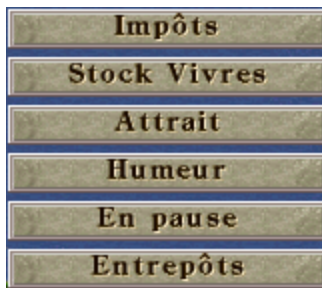 Impôts
Stock Vivres
Attrait
Humeur
En pause
Entrepôts